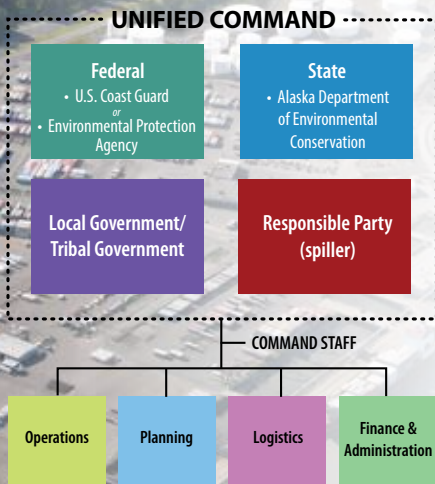 UNIFIED COMMAND
Federal
• U.S. Coast Guard
or
• Environmental Protection
Agency
State
• Alaska Department
of Environmental
Conservation
Local Government/
Tribal Government
Responsible Party
(spiller)
COMMAND STAFF
Operations
Planning
Logistics
Finance &
Administration